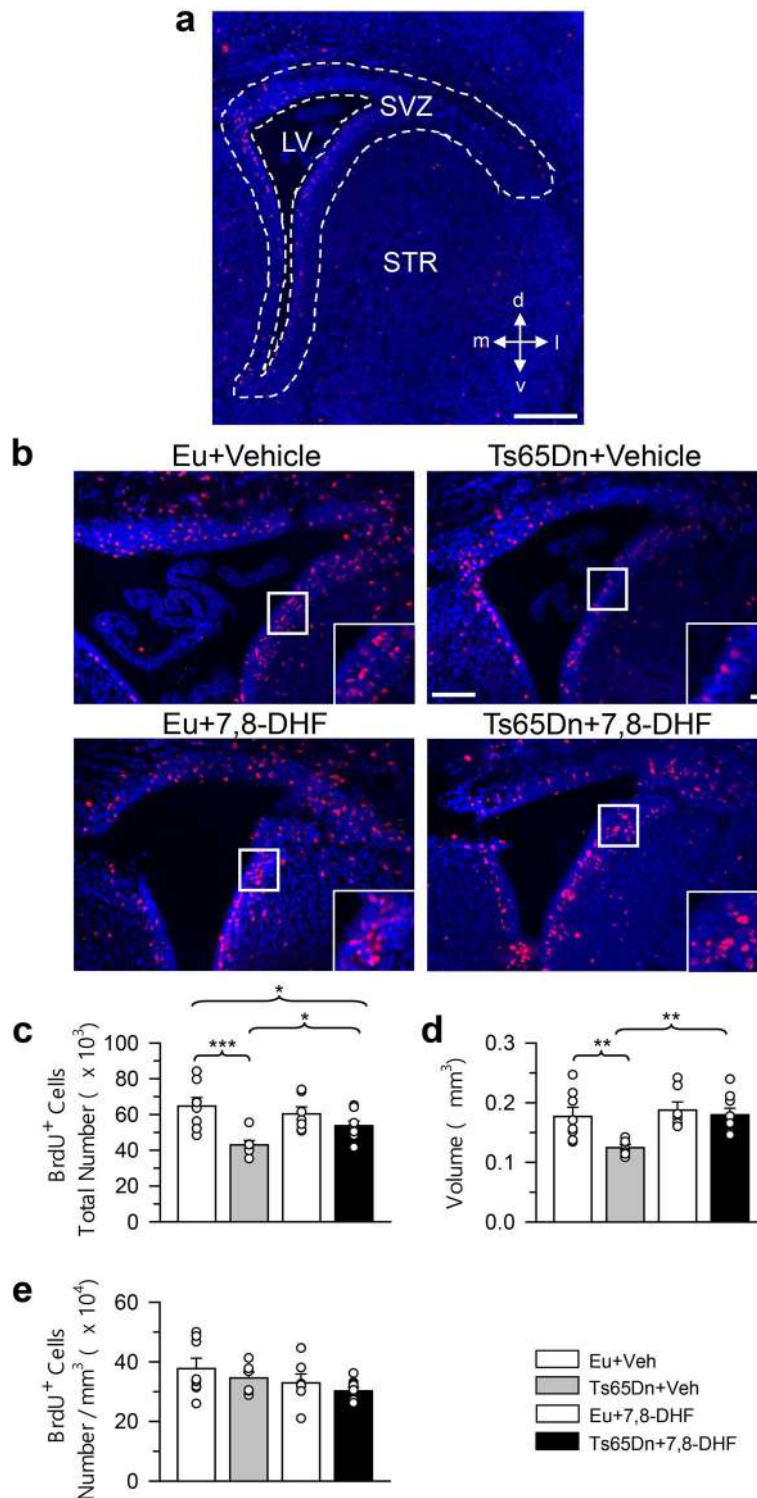 a
SVZ
LV
STR
d
m l
v
b
Eu+Vehicle Ts65Dn+Vehicle
Eu+7,8-DHF Ts65Dn+7,8-DHF
c
BrdU⁺ Cells
Total Number ( x 10³)
100
80
60
40
20
0
*
*** *
d
Volume ( mm³)
0.3
0.2
0.1
0.0
** **
e
BrdU⁺ Cells
Number / mm³ ( x 10⁴)
60
40
20
0
Eu+Veh
Ts65Dn+Veh
Eu+7,8-DHF
Ts65Dn+7,8-DHF